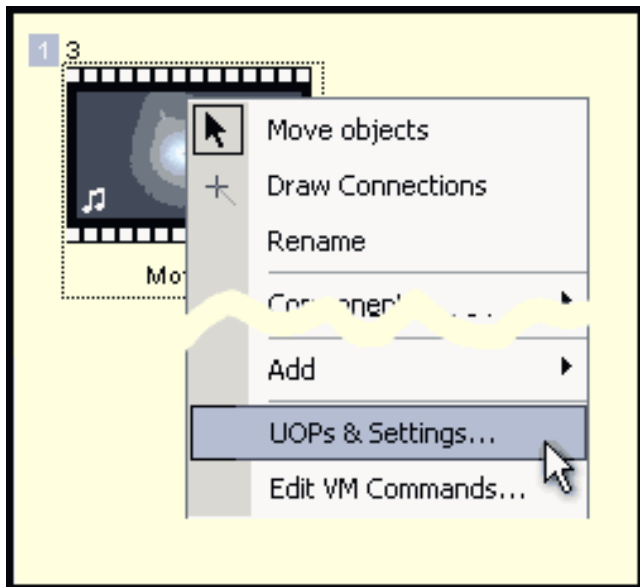 1 3
Move objects
Draw Connections
Rename
Add
UOPs & Settings...
Edit VM Commands...